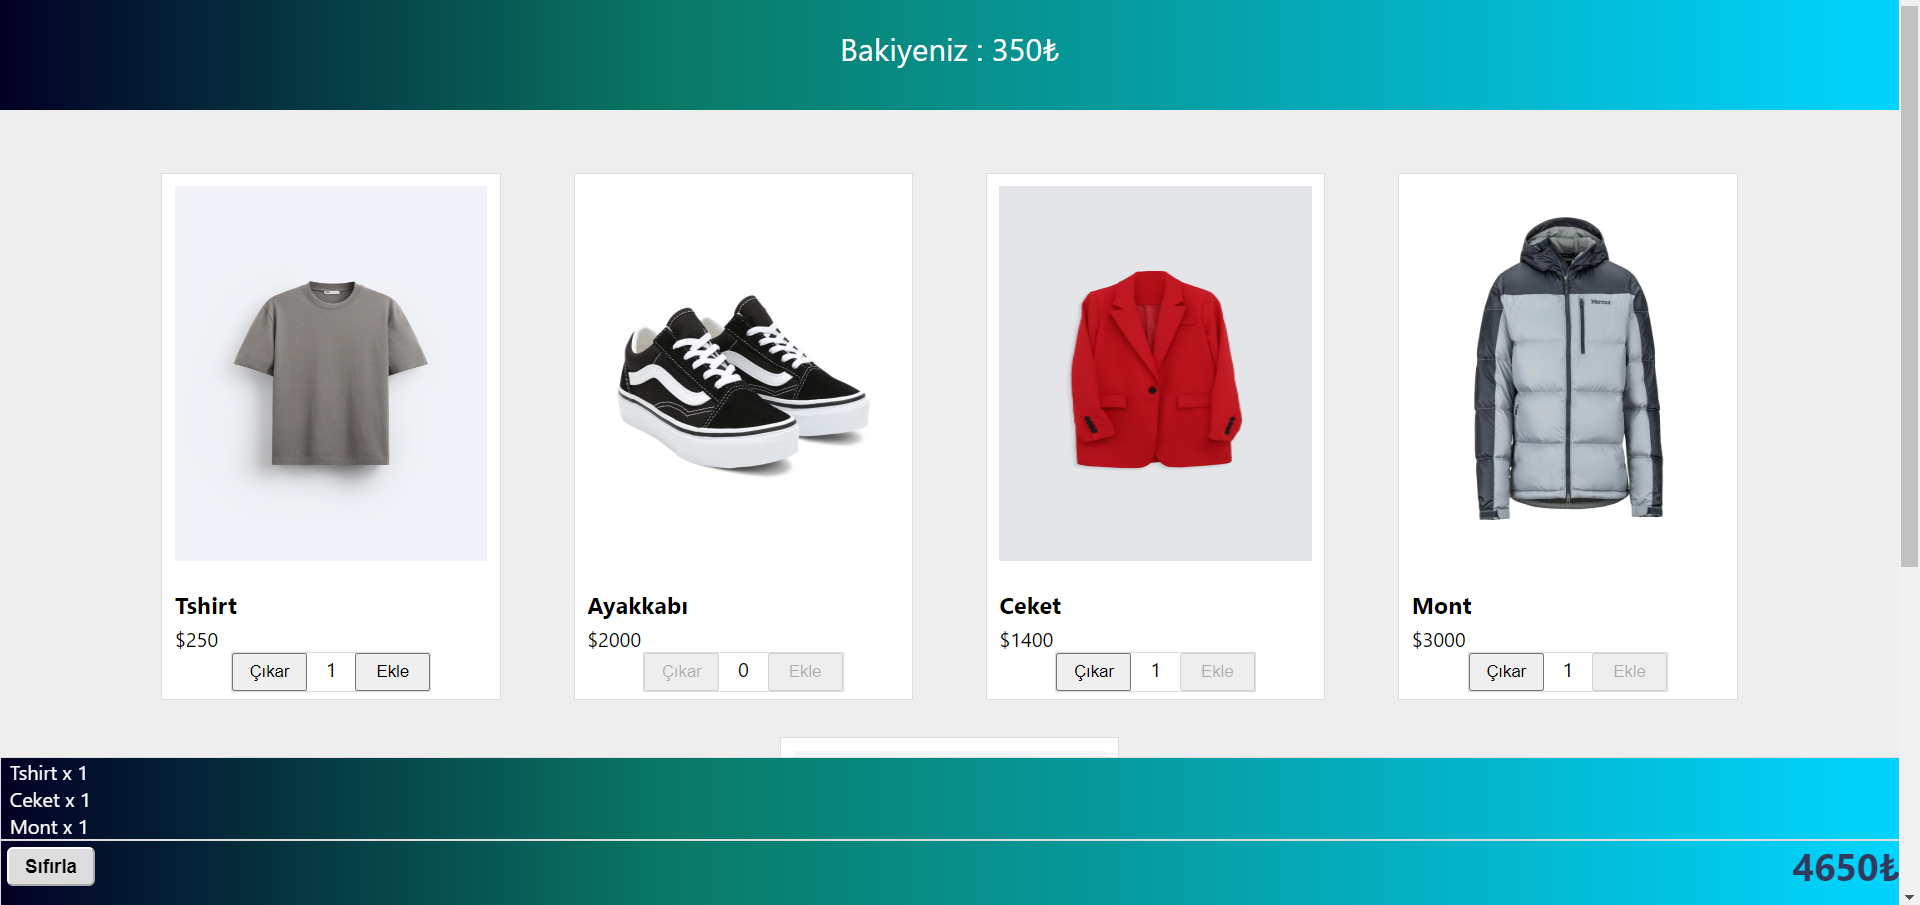 Bakiyeniz : 350₺
Marmot
Tshirt
$250
Çıkar 1 Ekle
Ayakkabı
$2000
Çıkar 0 Ekle
Ceket
$1400
Çıkar 1 Ekle
Mont
$3000
Çıkar 1 Ekle
Tshirt x 1
Ceket x 1
Mont x 1
Sıfırla
4650₺